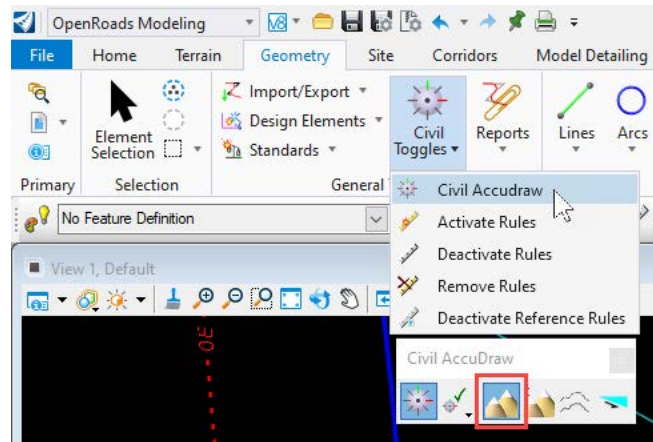 OpenRoads Modeling
File Home Terrain Geometry Site Corridors Model Detailing
Import/Export
Design Elements
Standards
Element
Selection
Civil
Toggles
Reports
Lines
Arcs
Primary
Selection
General
Civil Accudraw
Activate Rules
Deactivate Rules
Remove Rules
Deactivate Reference Rules
No Feature Definition
View 1, Default
Civil AccuDraw